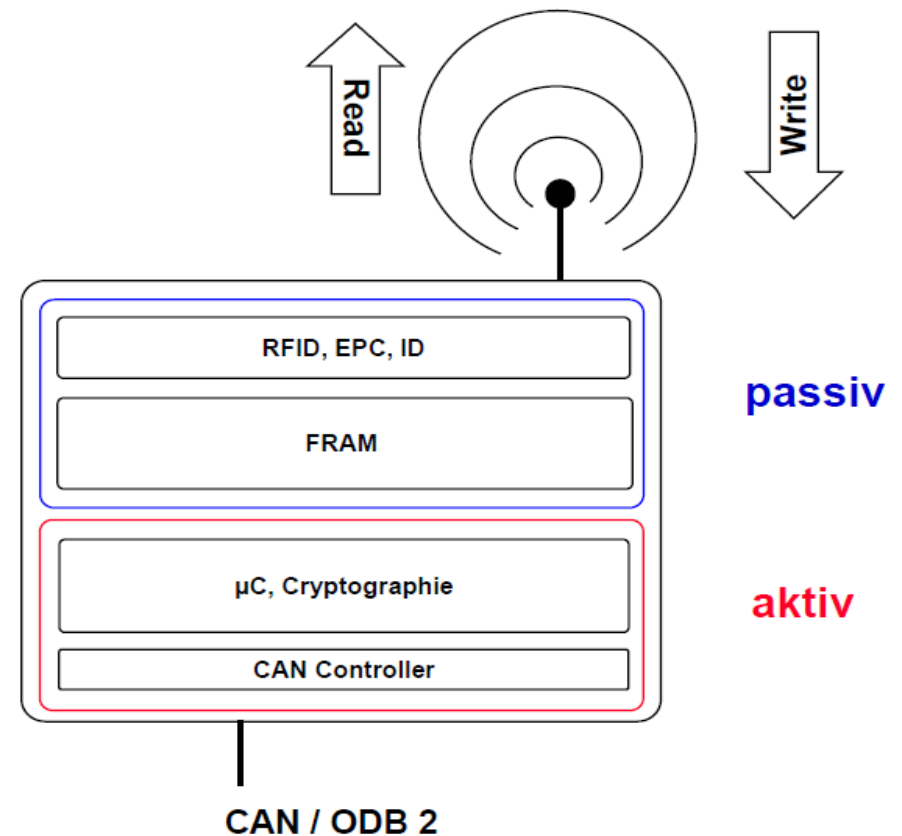 Read
Write
RFID, EPC, ID
passiv
FRAM
µC, Cryptographie
aktiv
CAN Controller
CAN / ODB 2